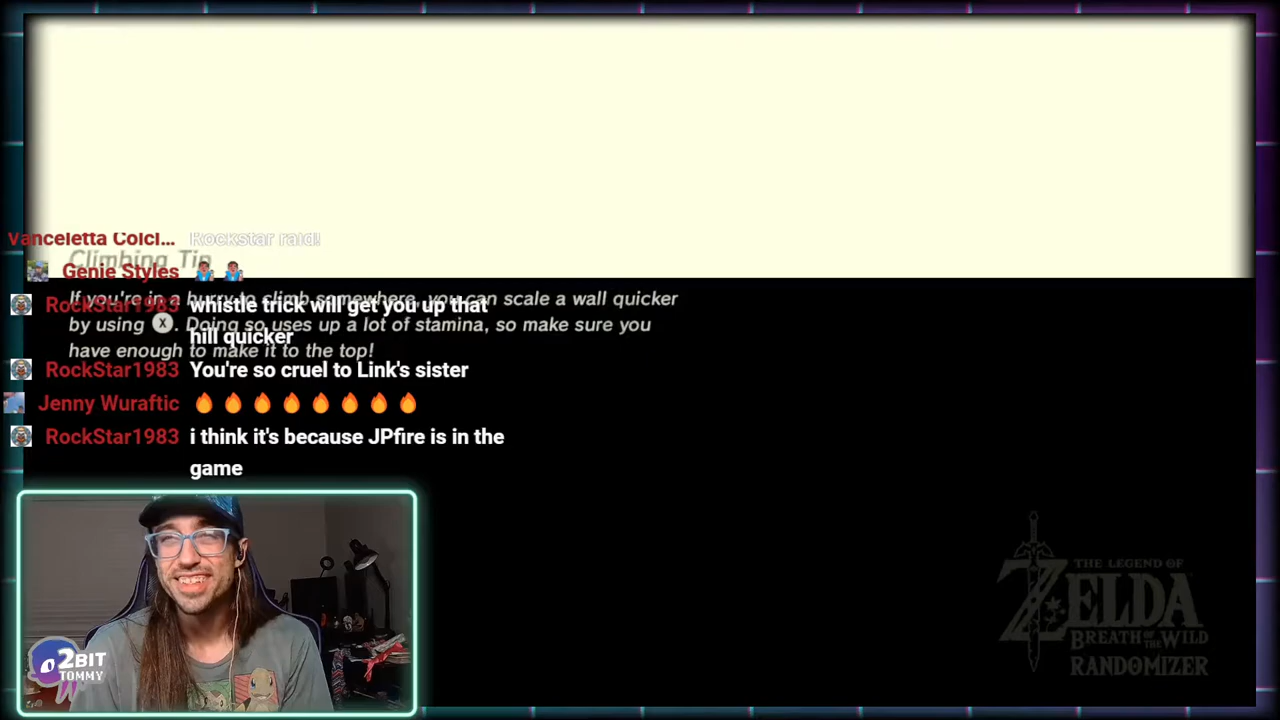 Vanceletta Colcl... Rockstar raid!
Climbing Tip
Genie Styles
If you're in a hurry to climb somewhere, you can scale a wall quicker
by using X. Doing so uses up a lot of stamina, so make sure you
have enough to make it to the top!
RockStar1983 whistle trick will get you up that
hill quicker
RockStar1983 You're so cruel to Link's sister
Jenny Wuraftic 🔥🔥🔥🔥🔥🔥🔥🔥
RockStar1983 i think it's because JPfire is in the
game
2BIT
TOMMY
THE LEGEND OF
ZELDA
BREATH OF THE WILD
RANDOMIZER